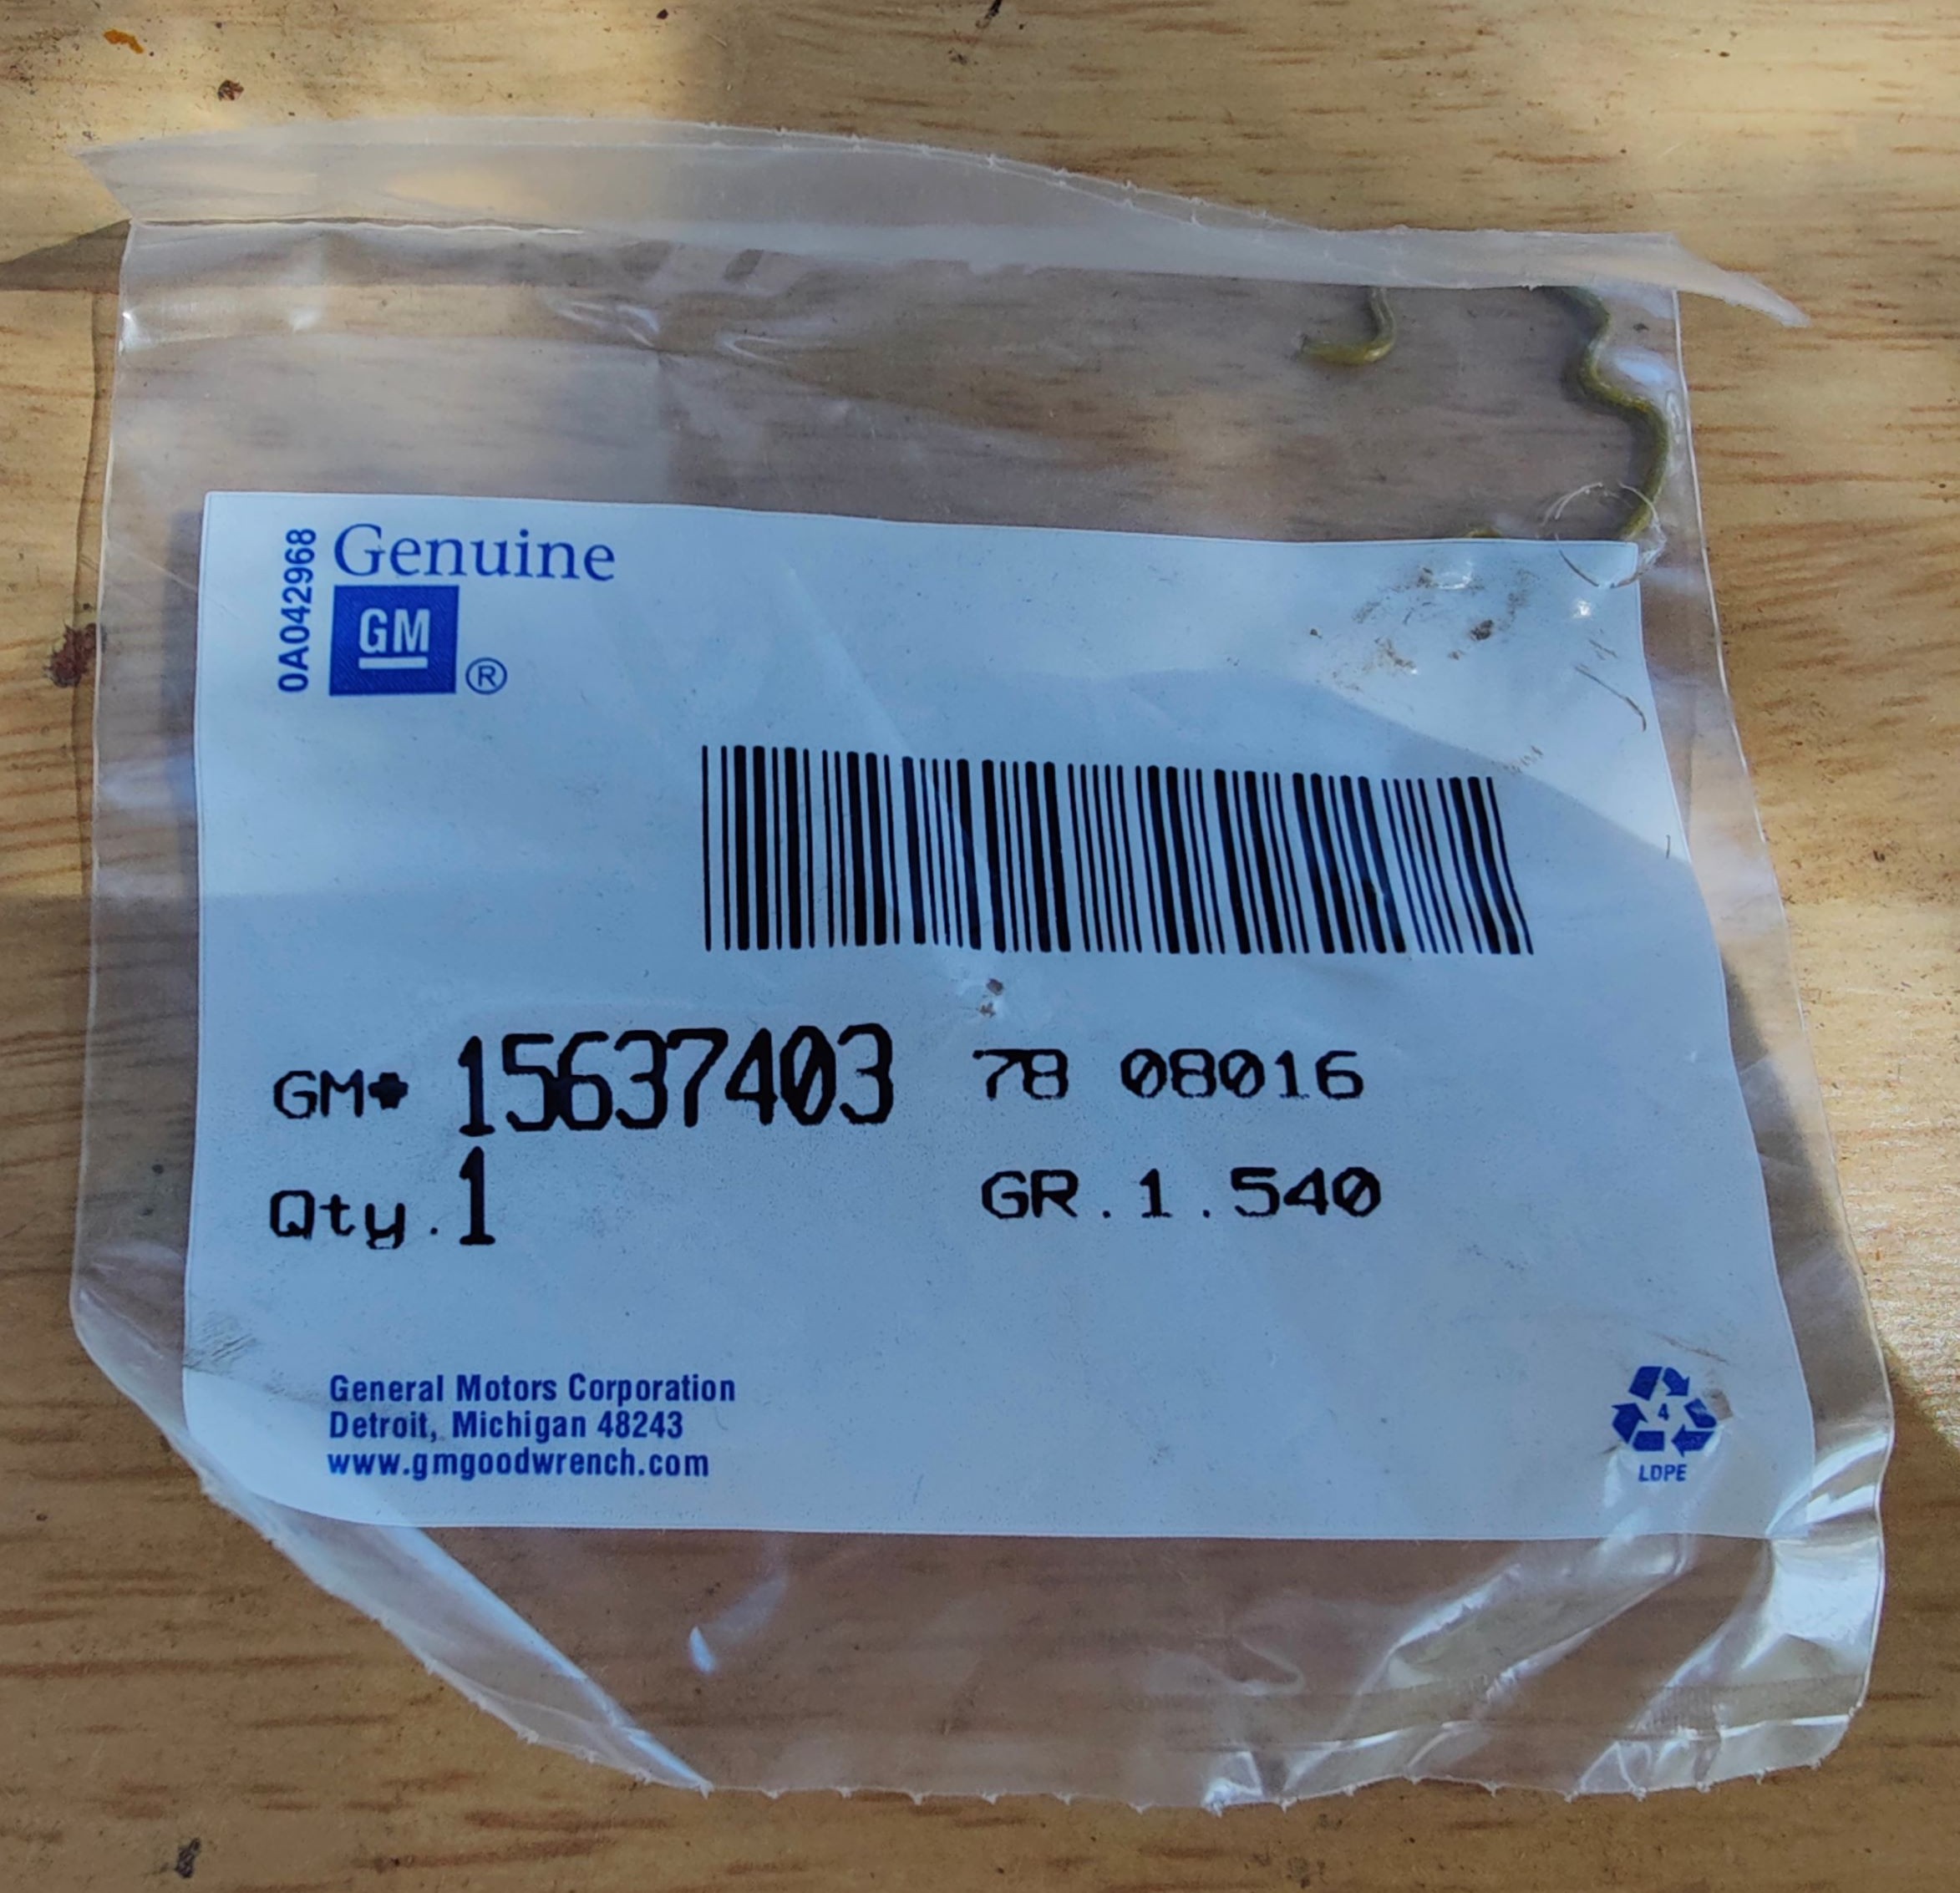 0A042968
Genuine
GM
®
GM# 15637403 78 08016
Qty.1 GR.1.540
General Motors Corporation
Detroit, Michigan 48243
www.gmgoodwrench.com
4
LDPE